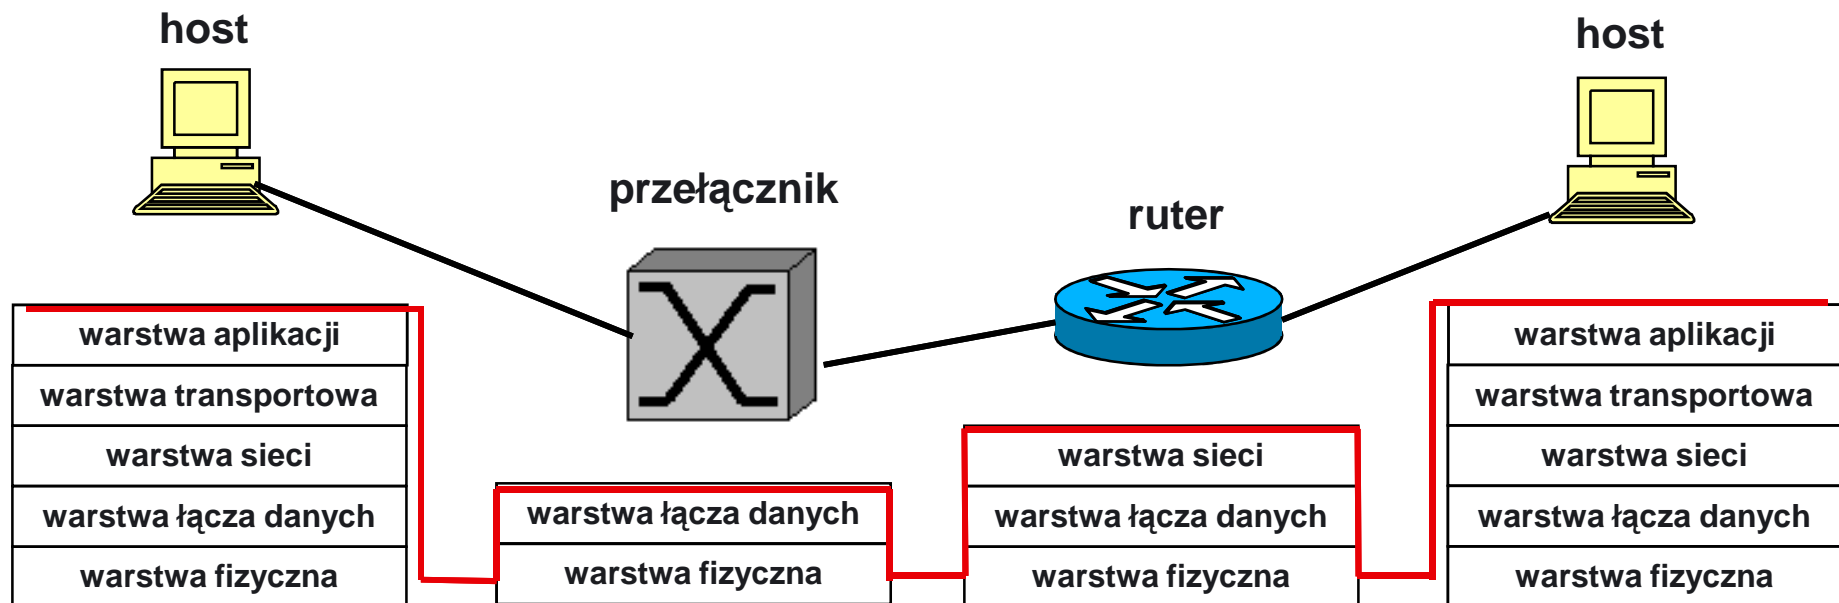 host
host
przełącznik
ruter
warstwa aplikacji
warstwa transportowa
warstwa sieci
warstwa łącza danych
warstwa fizyczna
warstwa łącza danych
warstwa fizyczna
warstwa sieci
warstwa łącza danych
warstwa fizyczna
warstwa aplikacji
warstwa transportowa
warstwa sieci
warstwa łącza danych
warstwa fizyczna